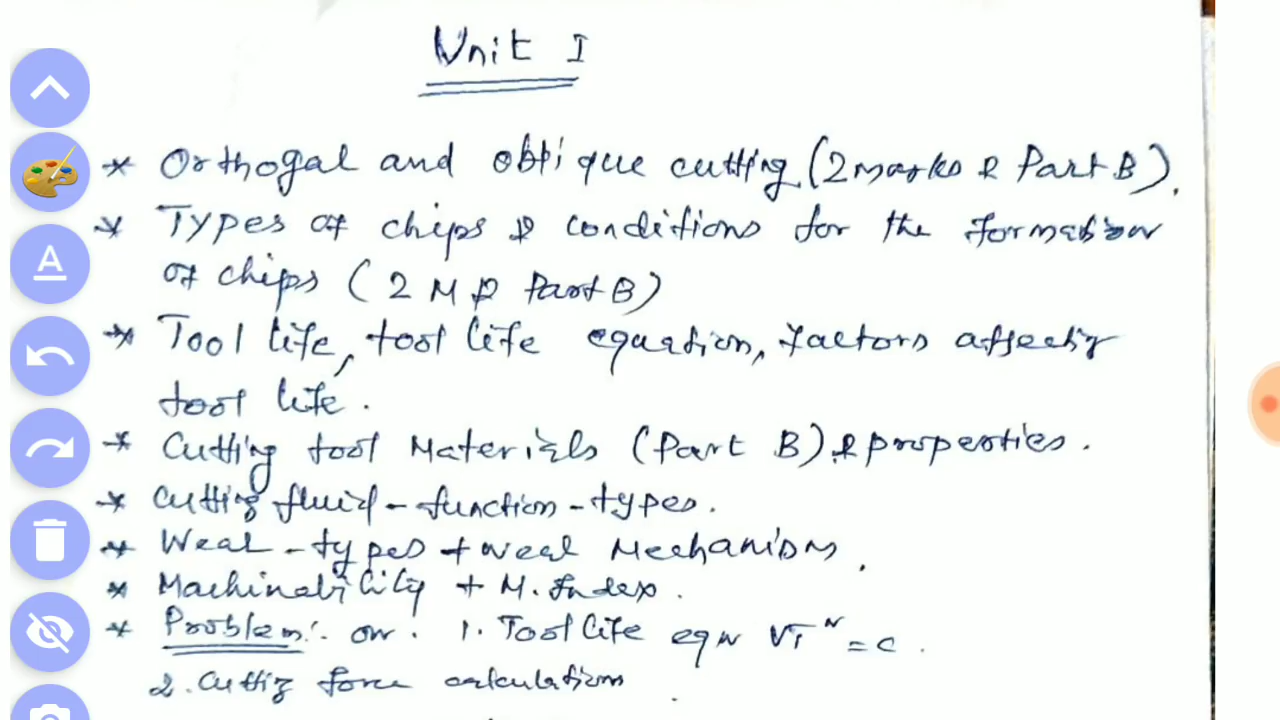 Unit I
* Orthogal and oblique cutting (2 marks & Part B).
* Types of chips & conditions for the formation
of chips (2 M & Part B)
* Tool life, tool life equation, factors affecting
tool life.
* Cutting tool Materials (Part B) & properties.
* Cutting fluid - function - types.
* Wear - types + wear Mechanism.
* Machinability + M. Index.
* Problem: on. 1. Tool life eqn VT^n = C.
2. Cutting force calculations.
A